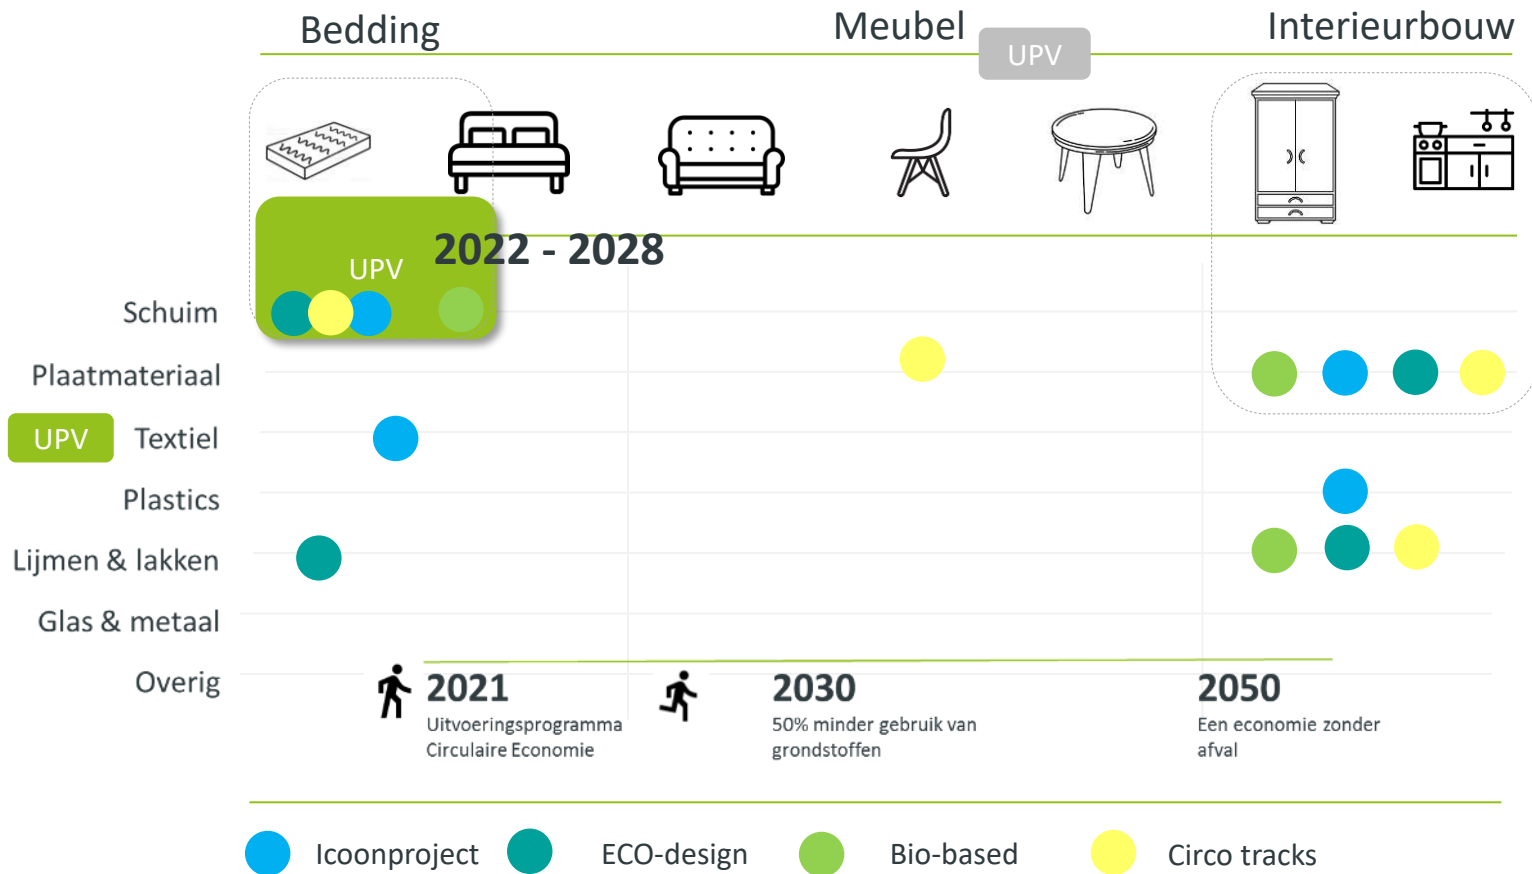 Bedding
Meubel
Interieurbouw
UPV
2022 - 2028
UPV
Schuim
Plaatmateriaal
UPV
Textiel
Plastics
Lijmen & lakken
Glas & metaal
Overig
2021
Uitvoeringsprogramma
Circulaire Economie
2030
50% minder gebruik van
grondstoffen
2050
Een economie zonder
afval
Icoonproject
ECO-design
Bio-based
Circo tracks